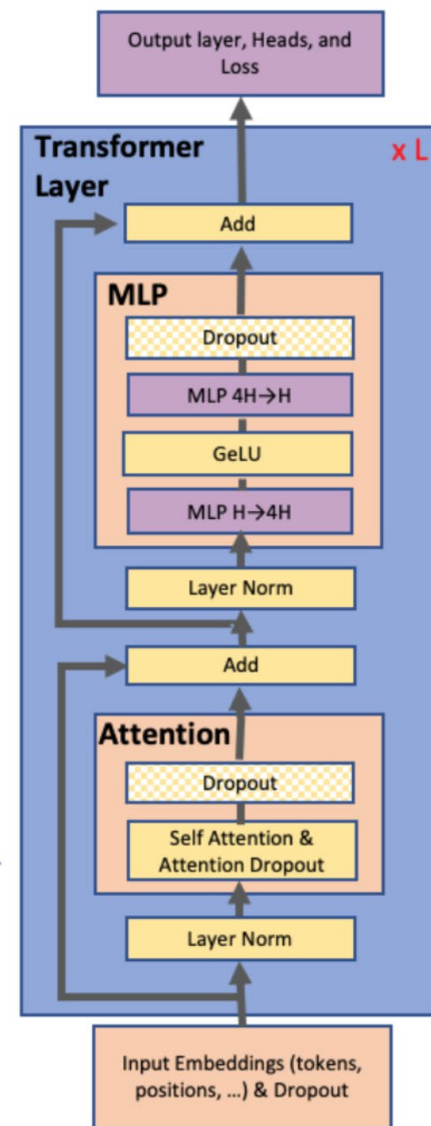 Output layer, Heads, and
Loss
Transformer
Layer
x L
Add
MLP
Dropout
MLP 4H→H
GeLU
MLP H→4H
Layer Norm
Add
Attention
Dropout
Self Attention &
Attention Dropout
Layer Norm
Input Embeddings (tokens,
positions, …) & Dropout